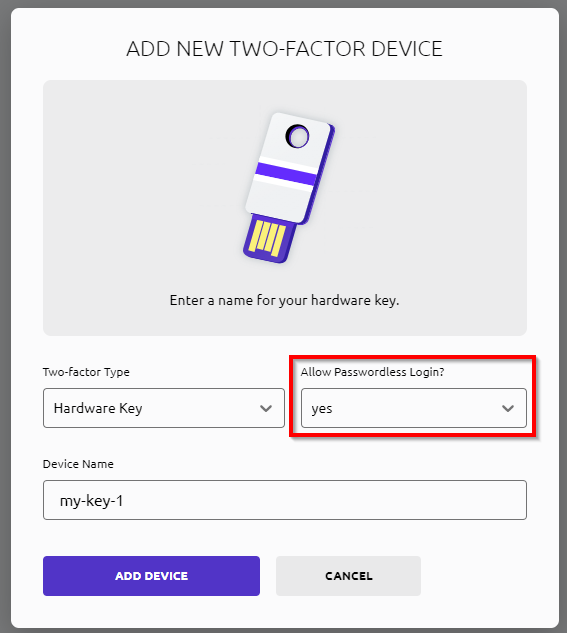 ADD NEW TWO-FACTOR DEVICE
Enter a name for your hardware key.
Two-factor Type
Allow Passwordless Login?
Hardware Key
yes
Device Name
my-key-1
ADD DEVICE
CANCEL